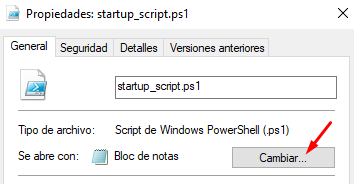 Propiedades: startup_script.ps1
General Seguridad Detalles Versiones anteriores
startup_script.ps1
Tipo de archivo: Script de Windows PowerShell (.ps1)
Se abre con: Bloc de notas Cambiar...